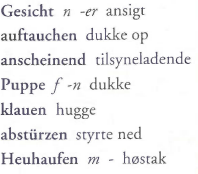 Gesicht n -er ansigt
auftauchen dukke op
anscheinend tilsyneladende
Puppe f -n dukke
klauen hugge
abstürzen styrte ned
Heuhaufen m - høstak